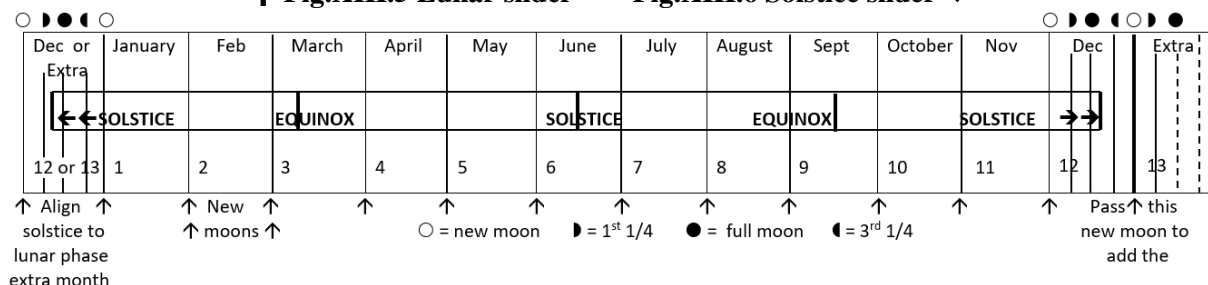 Dec or January Feb March April May June July August Sept October Nov Dec Extra
Extra
←← SOLSTICE EQUINOX SOLSTICE EQUINOX SOLSTICE →→
12 or 13 1 2 3 4 5 6 7 8 9 10 11 12 13
↑ Align ↑ ↑ New ↑ ↑ ↑ ↑ ↑ ↑ ↑ ↑ ↑ ↑ Pass ↑ this
solstice to ↑ moons ↑ ○ = new moon ◗ = 1st 1/4 ● = full moon ◖ = 3rd 1/4 new moon to
lunar phase add the
extra month